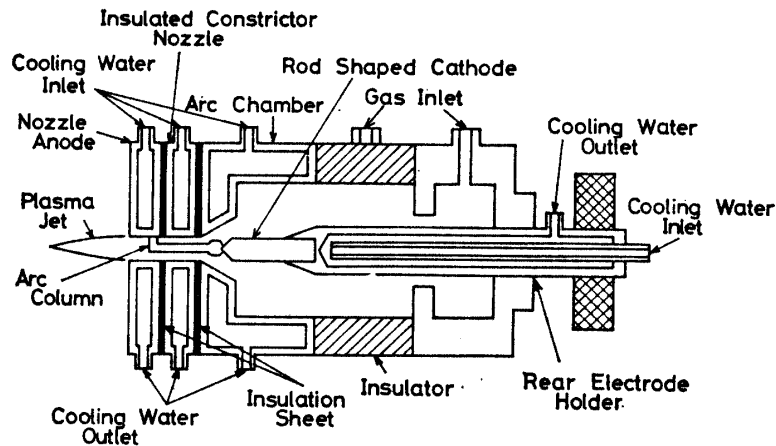 Insulated Constrictor
Nozzle
Cooling Water
Inlet
Rod Shaped Cathode
Arc Chamber
Gas Inlet
Nozzle
Anode
Cooling Water
Outlet
Plasma
Jet
Cooling Water
Inlet
Arc
Column
Cooling Water
Outlet
Insulation
Sheet
Insulator
Rear Electrode
Holder.